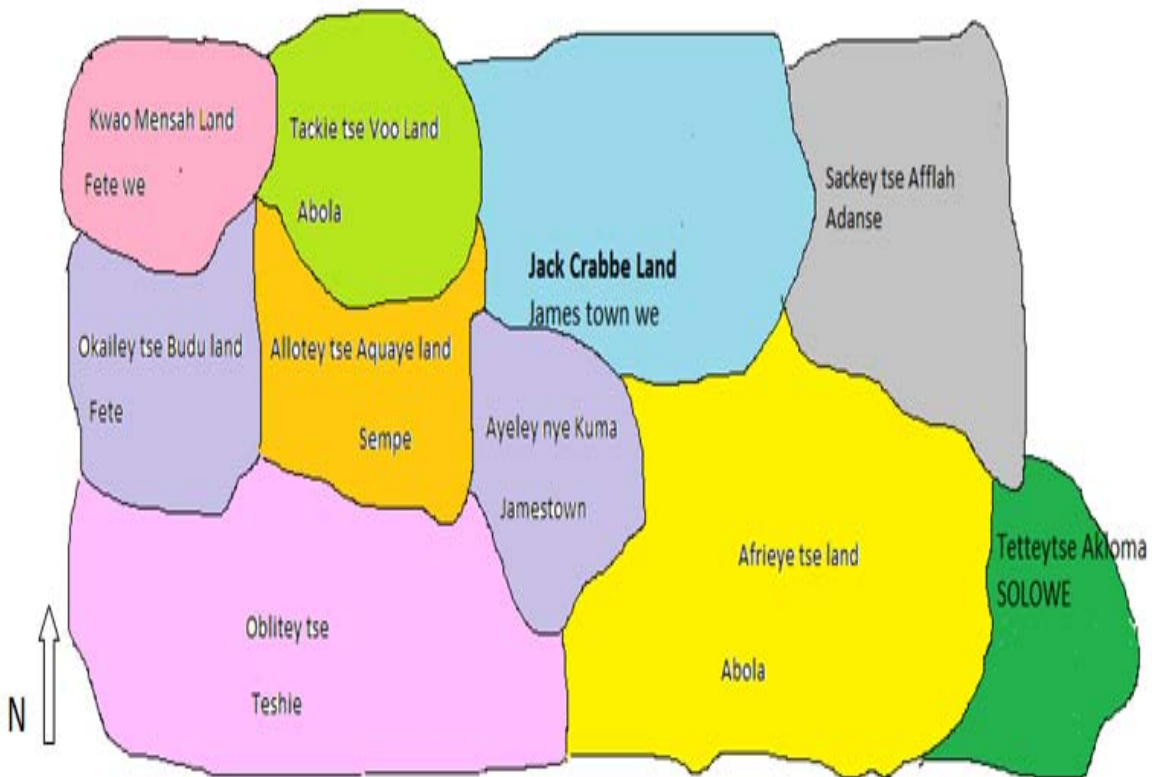 Kwao Mensah Land
Fete we
Tackie tse Voo Land
Abola
Jack Crabbe Land
James town we
Sackey tse Afflah
Adanse
Okailey tse Budu land
Fete
Allotey tse Aquaye land
Sempe
Ayeley nye Kuma
Jamestown
Afrieye tse land
Abola
Tetteytse Akloma
SOLOWE
Oblitey tse
Teshie
N